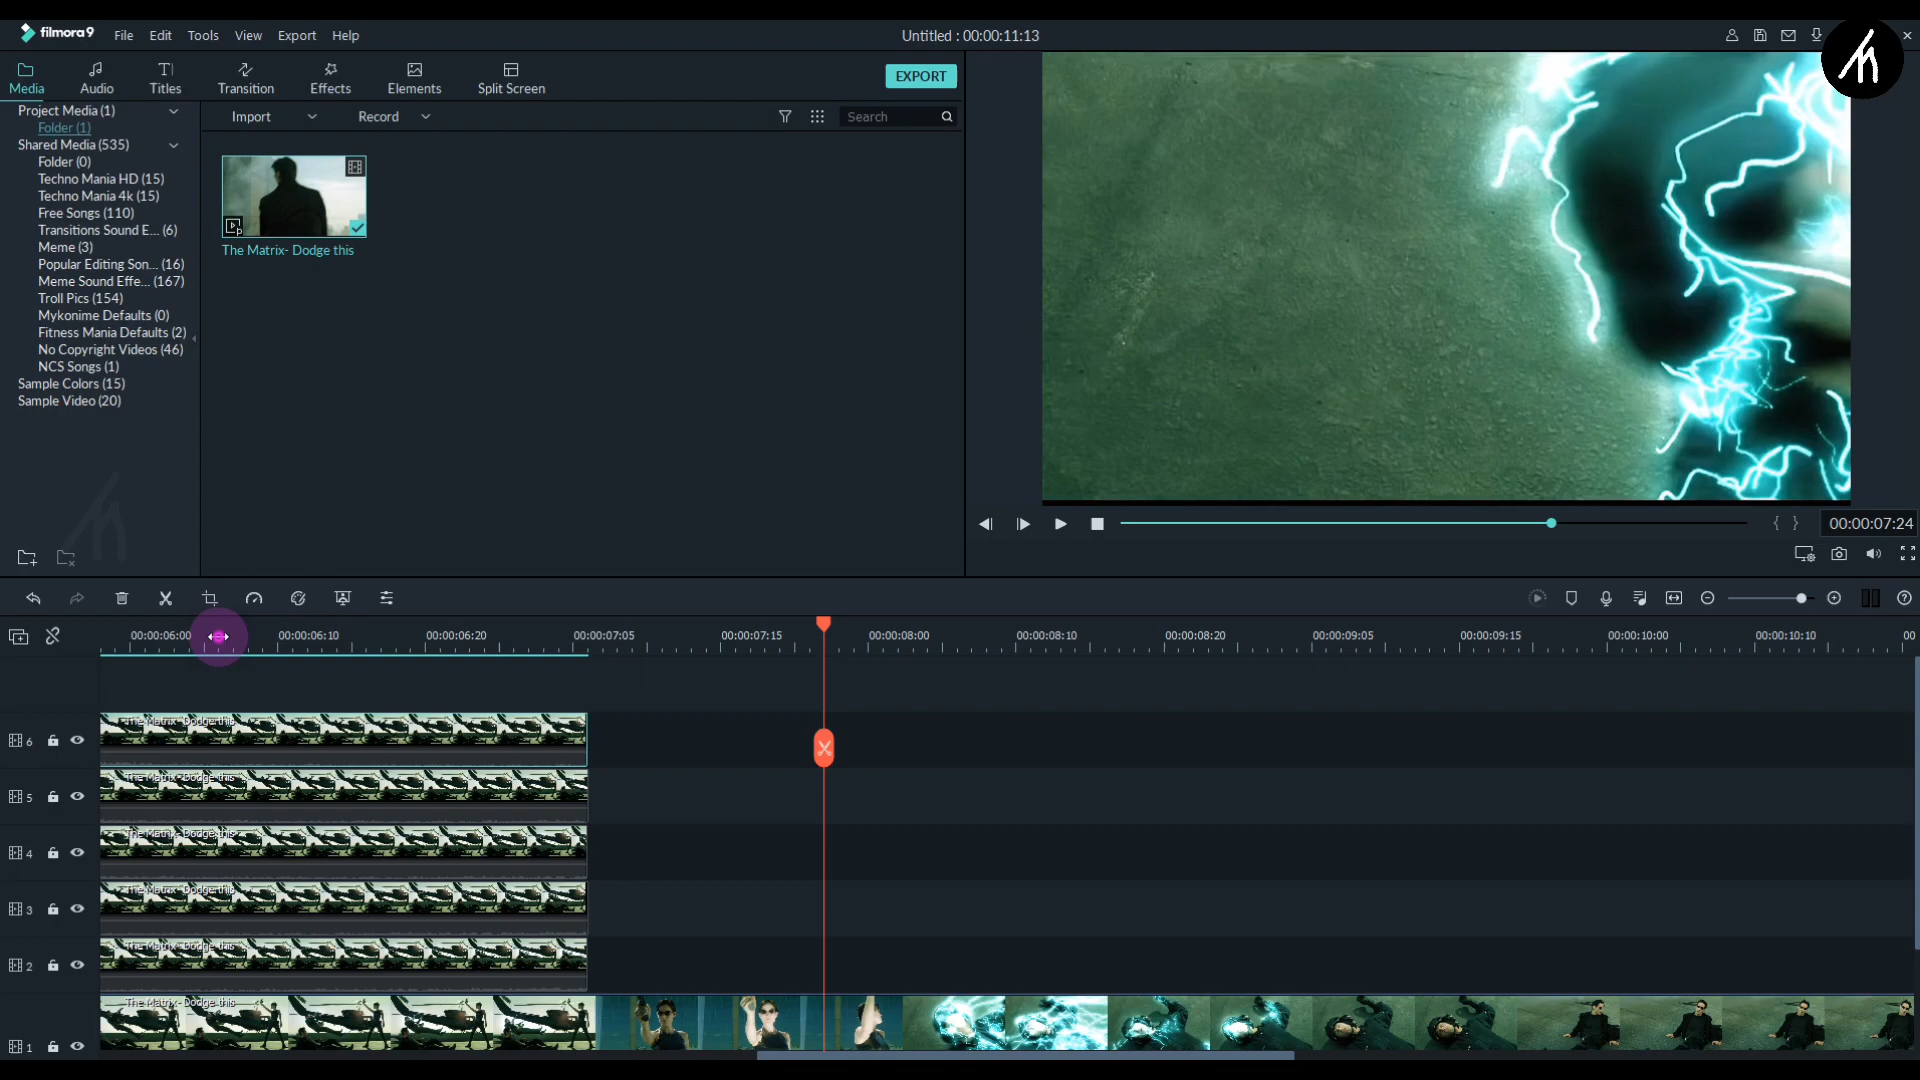 filmora9 File Edit Tools View Export Help Untitled : 00:00:11:13
Media Audio Titles Transition Effects Elements Split Screen EXPORT
Import Record Search
Project Media (1)
Folder (1)
Shared Media (535)
Folder (0)
Techno Mania HD (15)
Techno Mania 4k (15)
Free Songs (110)
Transitions Sound E... (6)
Meme (3)
Popular Editing Son... (16)
Meme Sound Effe... (167)
Troll Pics (154)
Mykonime Defaults (0)
Fitness Mania Defaults (2)
No Copyright Videos (46)
NCS Songs (1)
Sample Colors (15)
Sample Video (20)
The Matrix- Dodge this
{ } 00:00:07:24
00:00:06:00 00:00:06:10 00:00:06:20 00:00:07:05 00:00:07:15 00:00:08:00 00:00:08:10 00:00:08:20 00:00:09:05 00:00:09:15 00:00:10:00 00:00:10:10 00
The Matrix- Dodge this
6
The Matrix- Dodge this
5
The Matrix- Dodge this
4
The Matrix- Dodge this
3
The Matrix- Dodge this
2
The Matrix- Dodge this
1